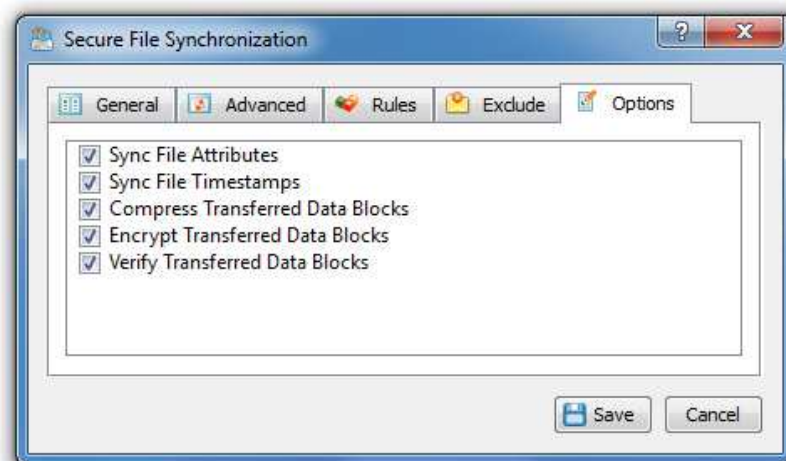 Secure File Synchronization
General Advanced Rules Exclude Options
Sync File Attributes
Sync File Timestamps
Compress Transferred Data Blocks
Encrypt Transferred Data Blocks
Verify Transferred Data Blocks
Save Cancel